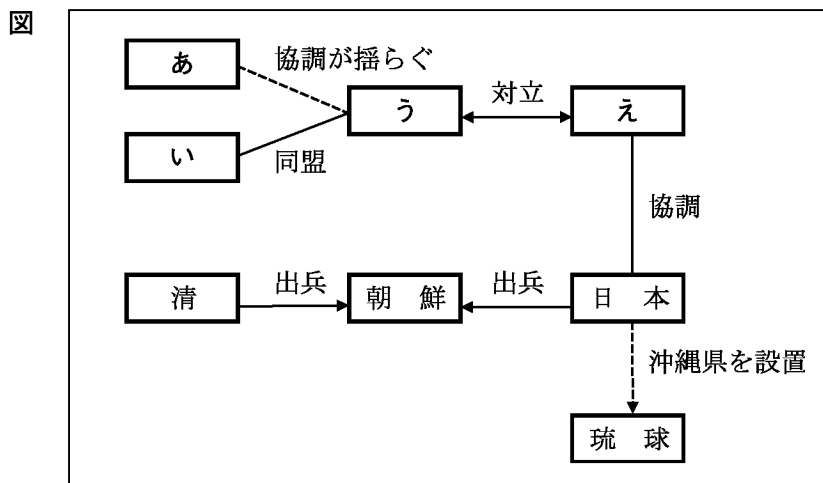 図
あ
協調が揺らぐ
う
対立
え
い
同盟
協調
清
出兵
朝 鮮
出兵
日 本
沖縄県を設置
琉 球